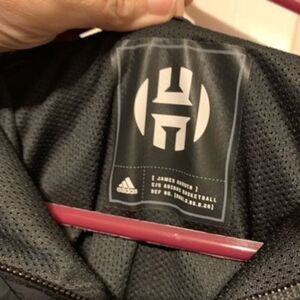 adidas
[ JAMES HARDEN ]
C/O ADIDAS BASKETBALL
REF NO.